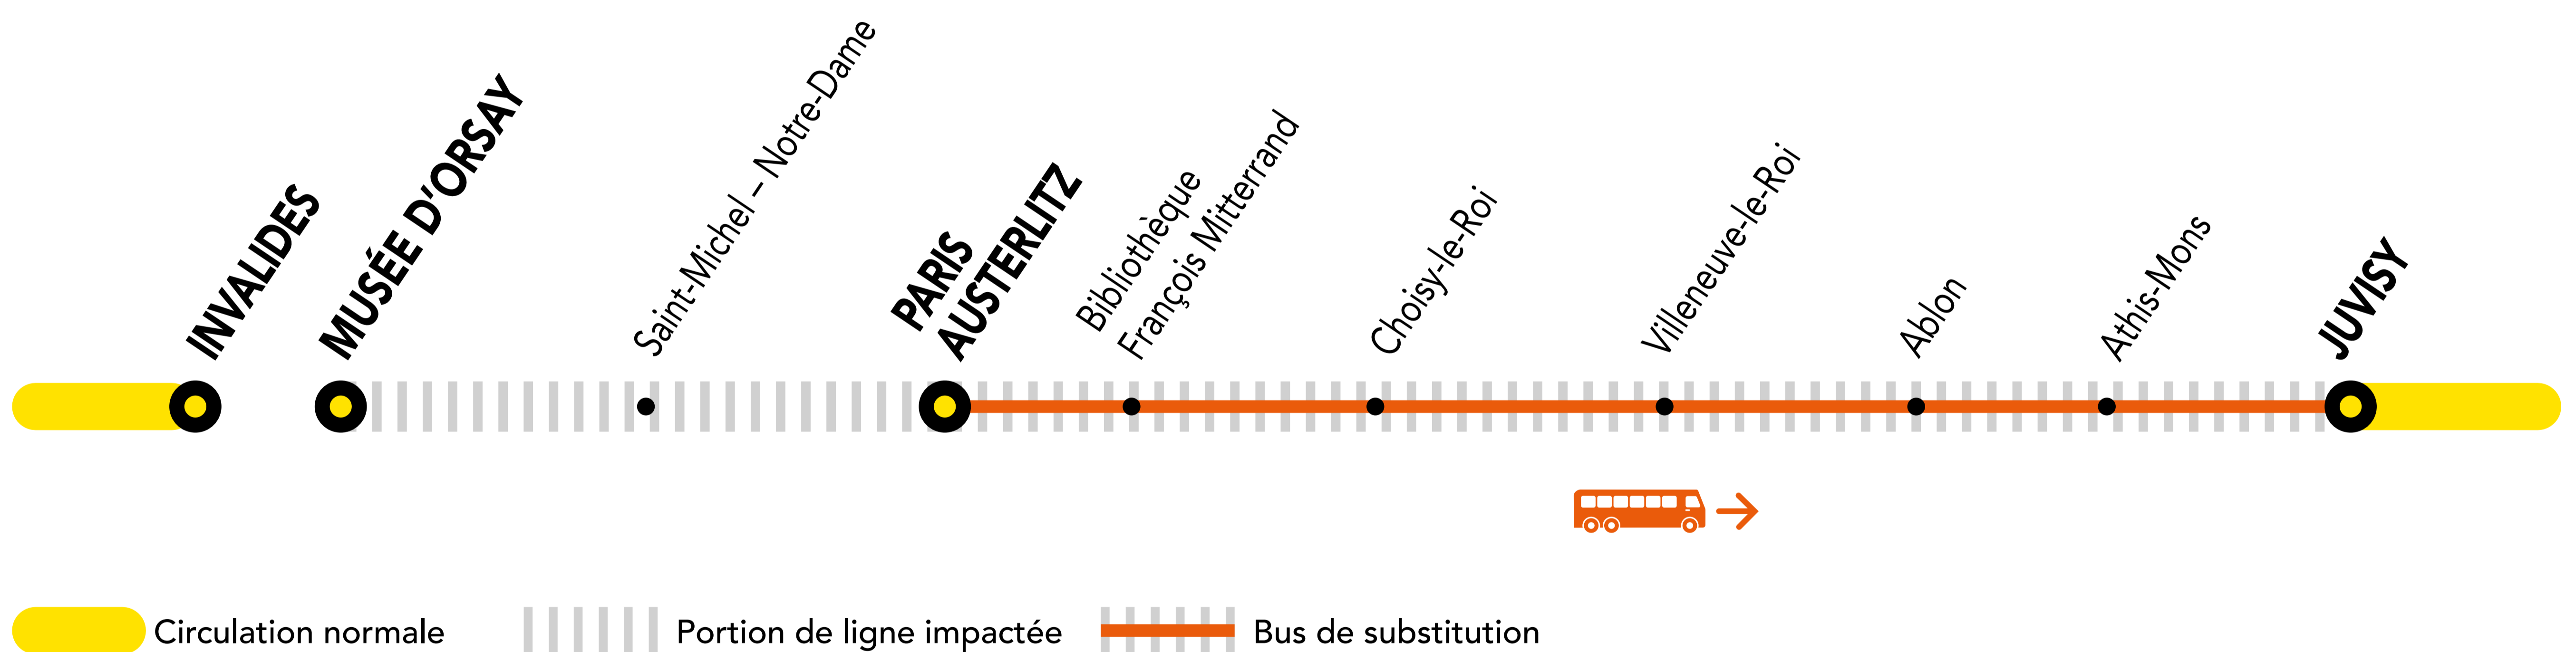 INVALIDES
MUSÉE D’ORSAY
Saint-Michel – Notre-Dame
PARIS
AUSTERLITZ
Bibliothèque
François Mitterrand
Choisy-le-Roi
Villeneuve-le-Roi
Ablon
Athis-Mons
JUVISY
Circulation normale
Portion de ligne impactée
Bus de substitution